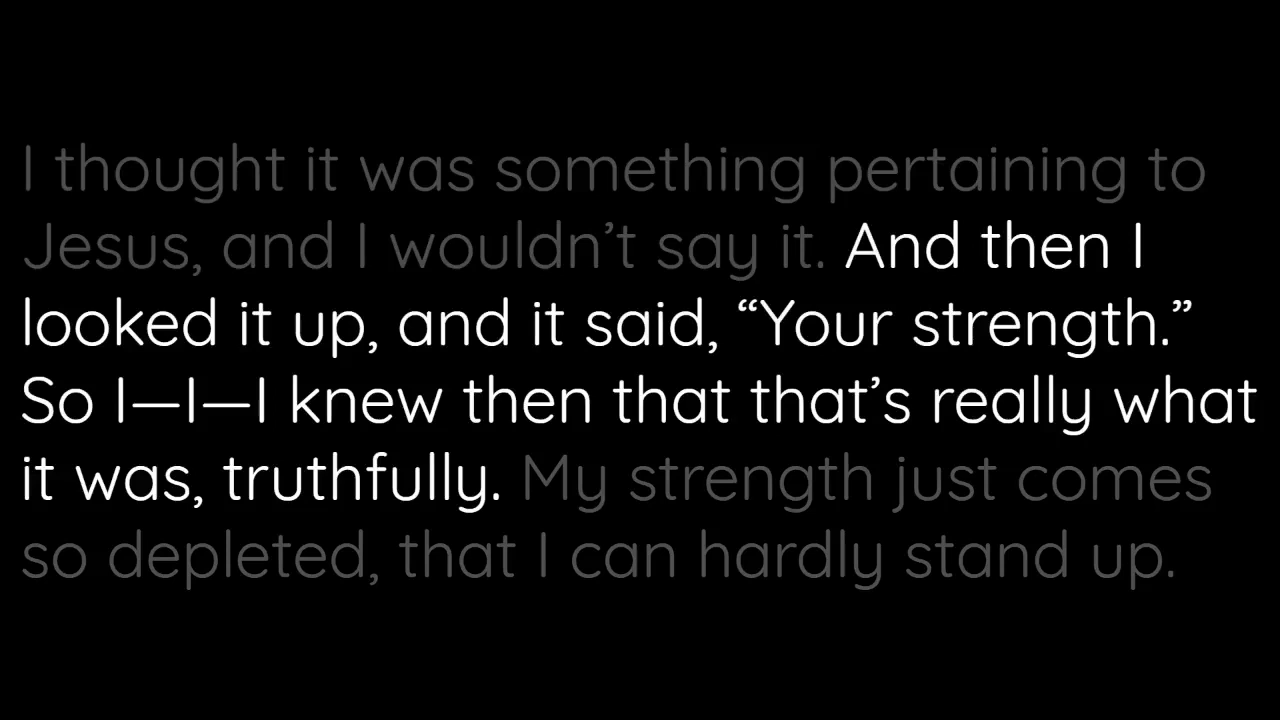 I thought it was something pertaining to
Jesus, and I wouldn’t say it. And then I
looked it up, and it said, “Your strength.”
So I—I—I knew then that that’s really what
it was, truthfully. My strength just comes
so depleted, that I can hardly stand up.